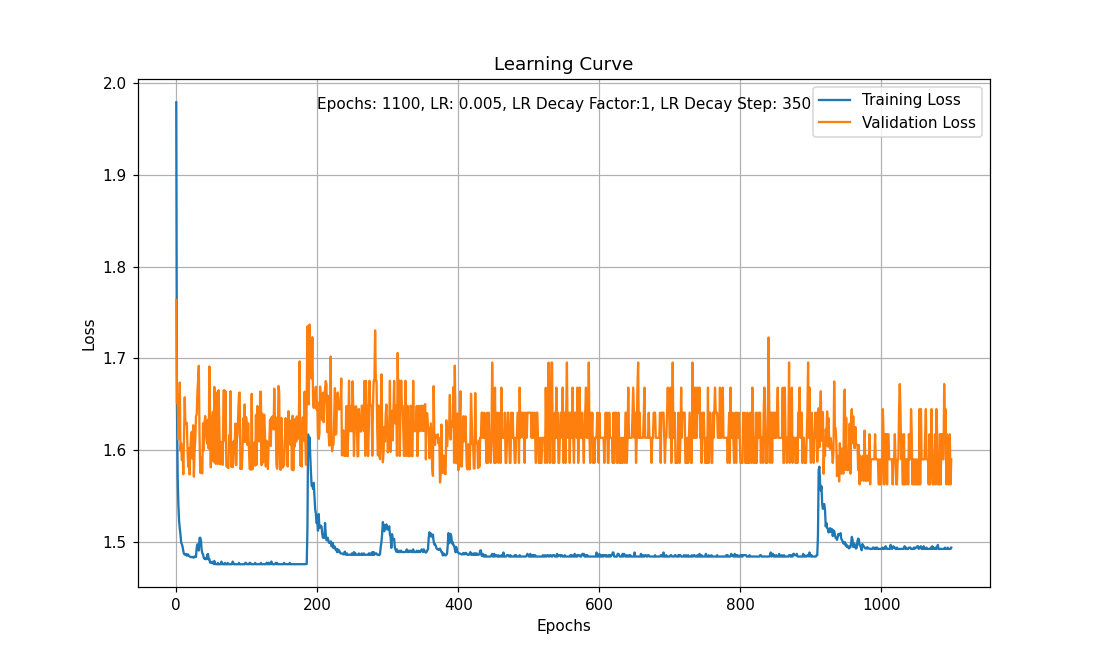 Learning Curve
Epochs: 1100, LR: 0.005, LR Decay Factor:1, LR Decay Step: 350
Training Loss
Validation Loss
2.0
1.9
1.8
1.7
1.6
1.5
Loss
0
200
400
600
800
1000
Epochs